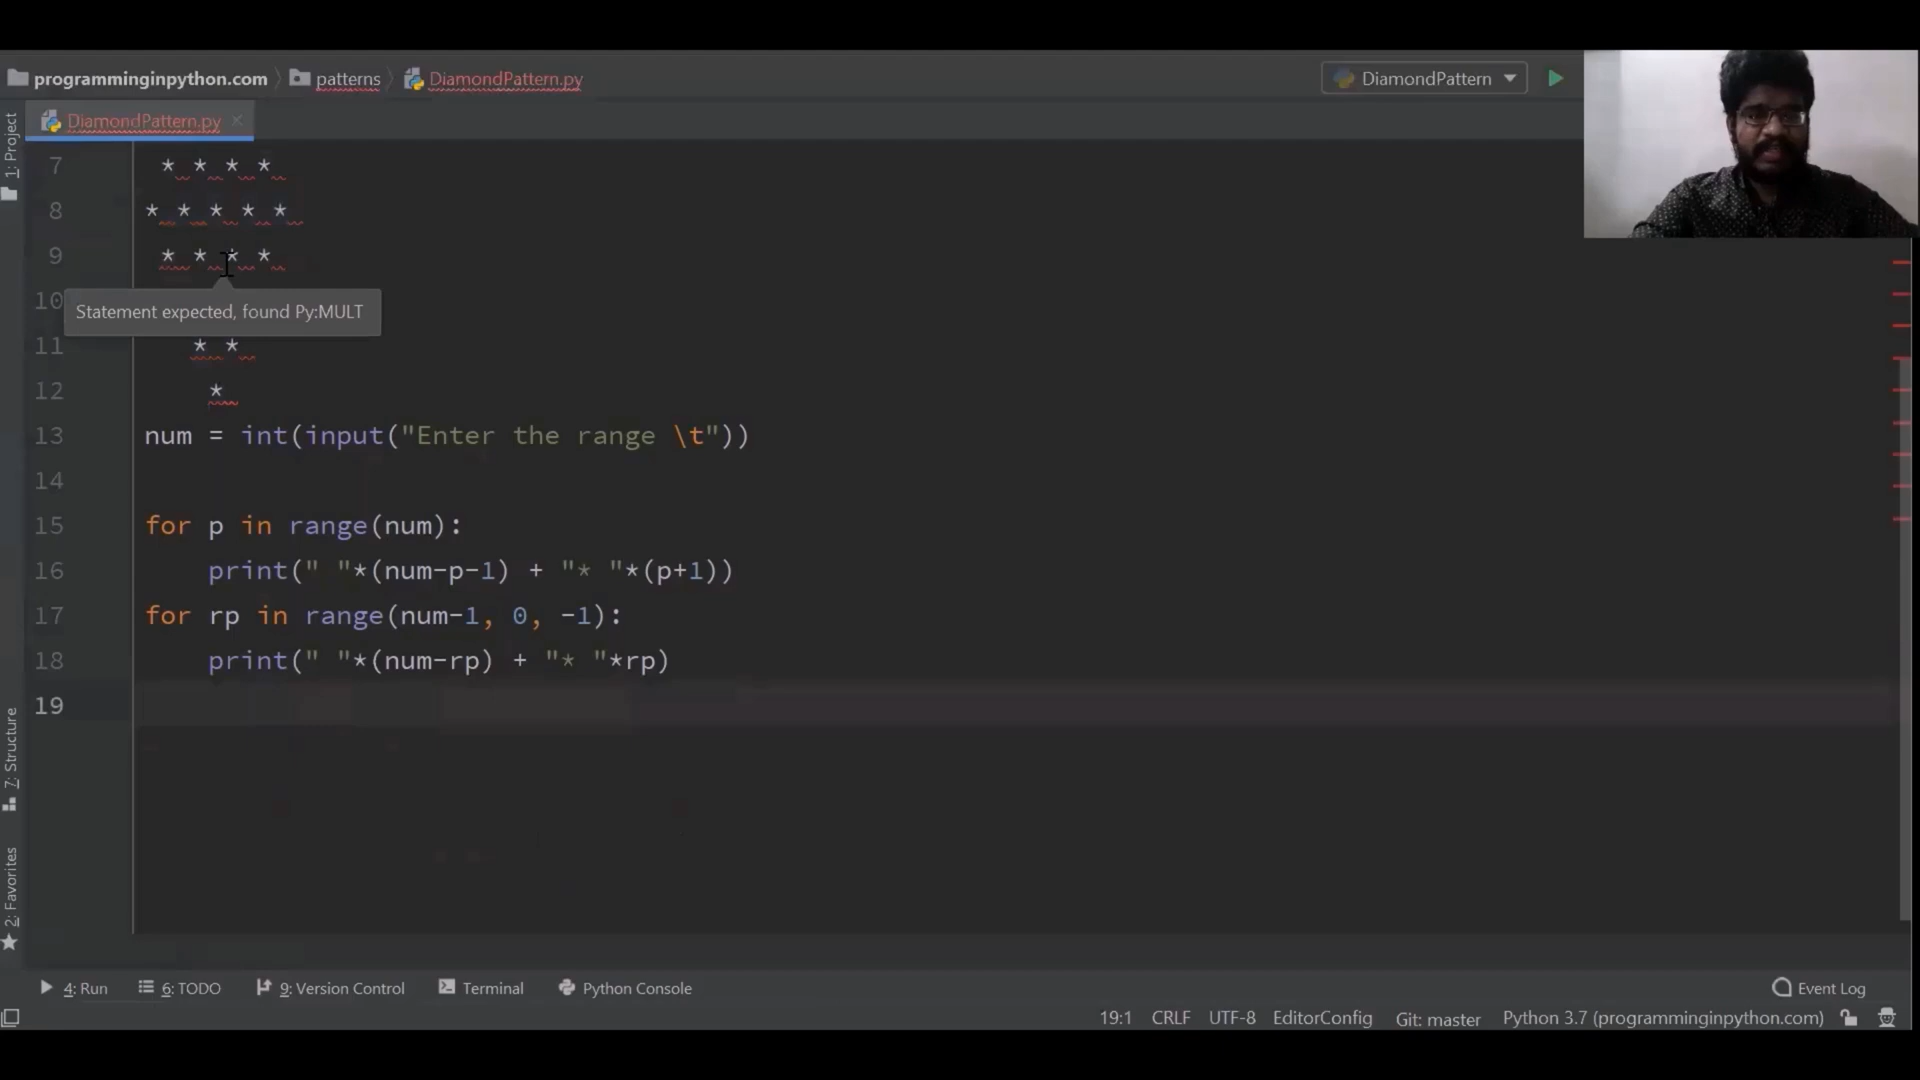 programminginpython.com patterns DiamondPattern.py DiamondPattern
DiamondPattern.py
1: Project
7 * * * *
8 * * * * *
9 * * * *
10
Statement expected, found Py:MULT
11 * *
12 *
13 num = int(input("Enter the range \t"))
14
15 for p in range(num):
16 print(" "*(num-p-1) + "* "*(p+1))
17 for rp in range(num-1, 0, -1):
18 print(" "*(num-rp) + "* "*rp)
19
7: Structure
2: Favorites
4: Run 6: TODO 9: Version Control Terminal Python Console Event Log
19:1 CRLF UTF-8 EditorConfig Git: master Python 3.7 (programminginpython.com)